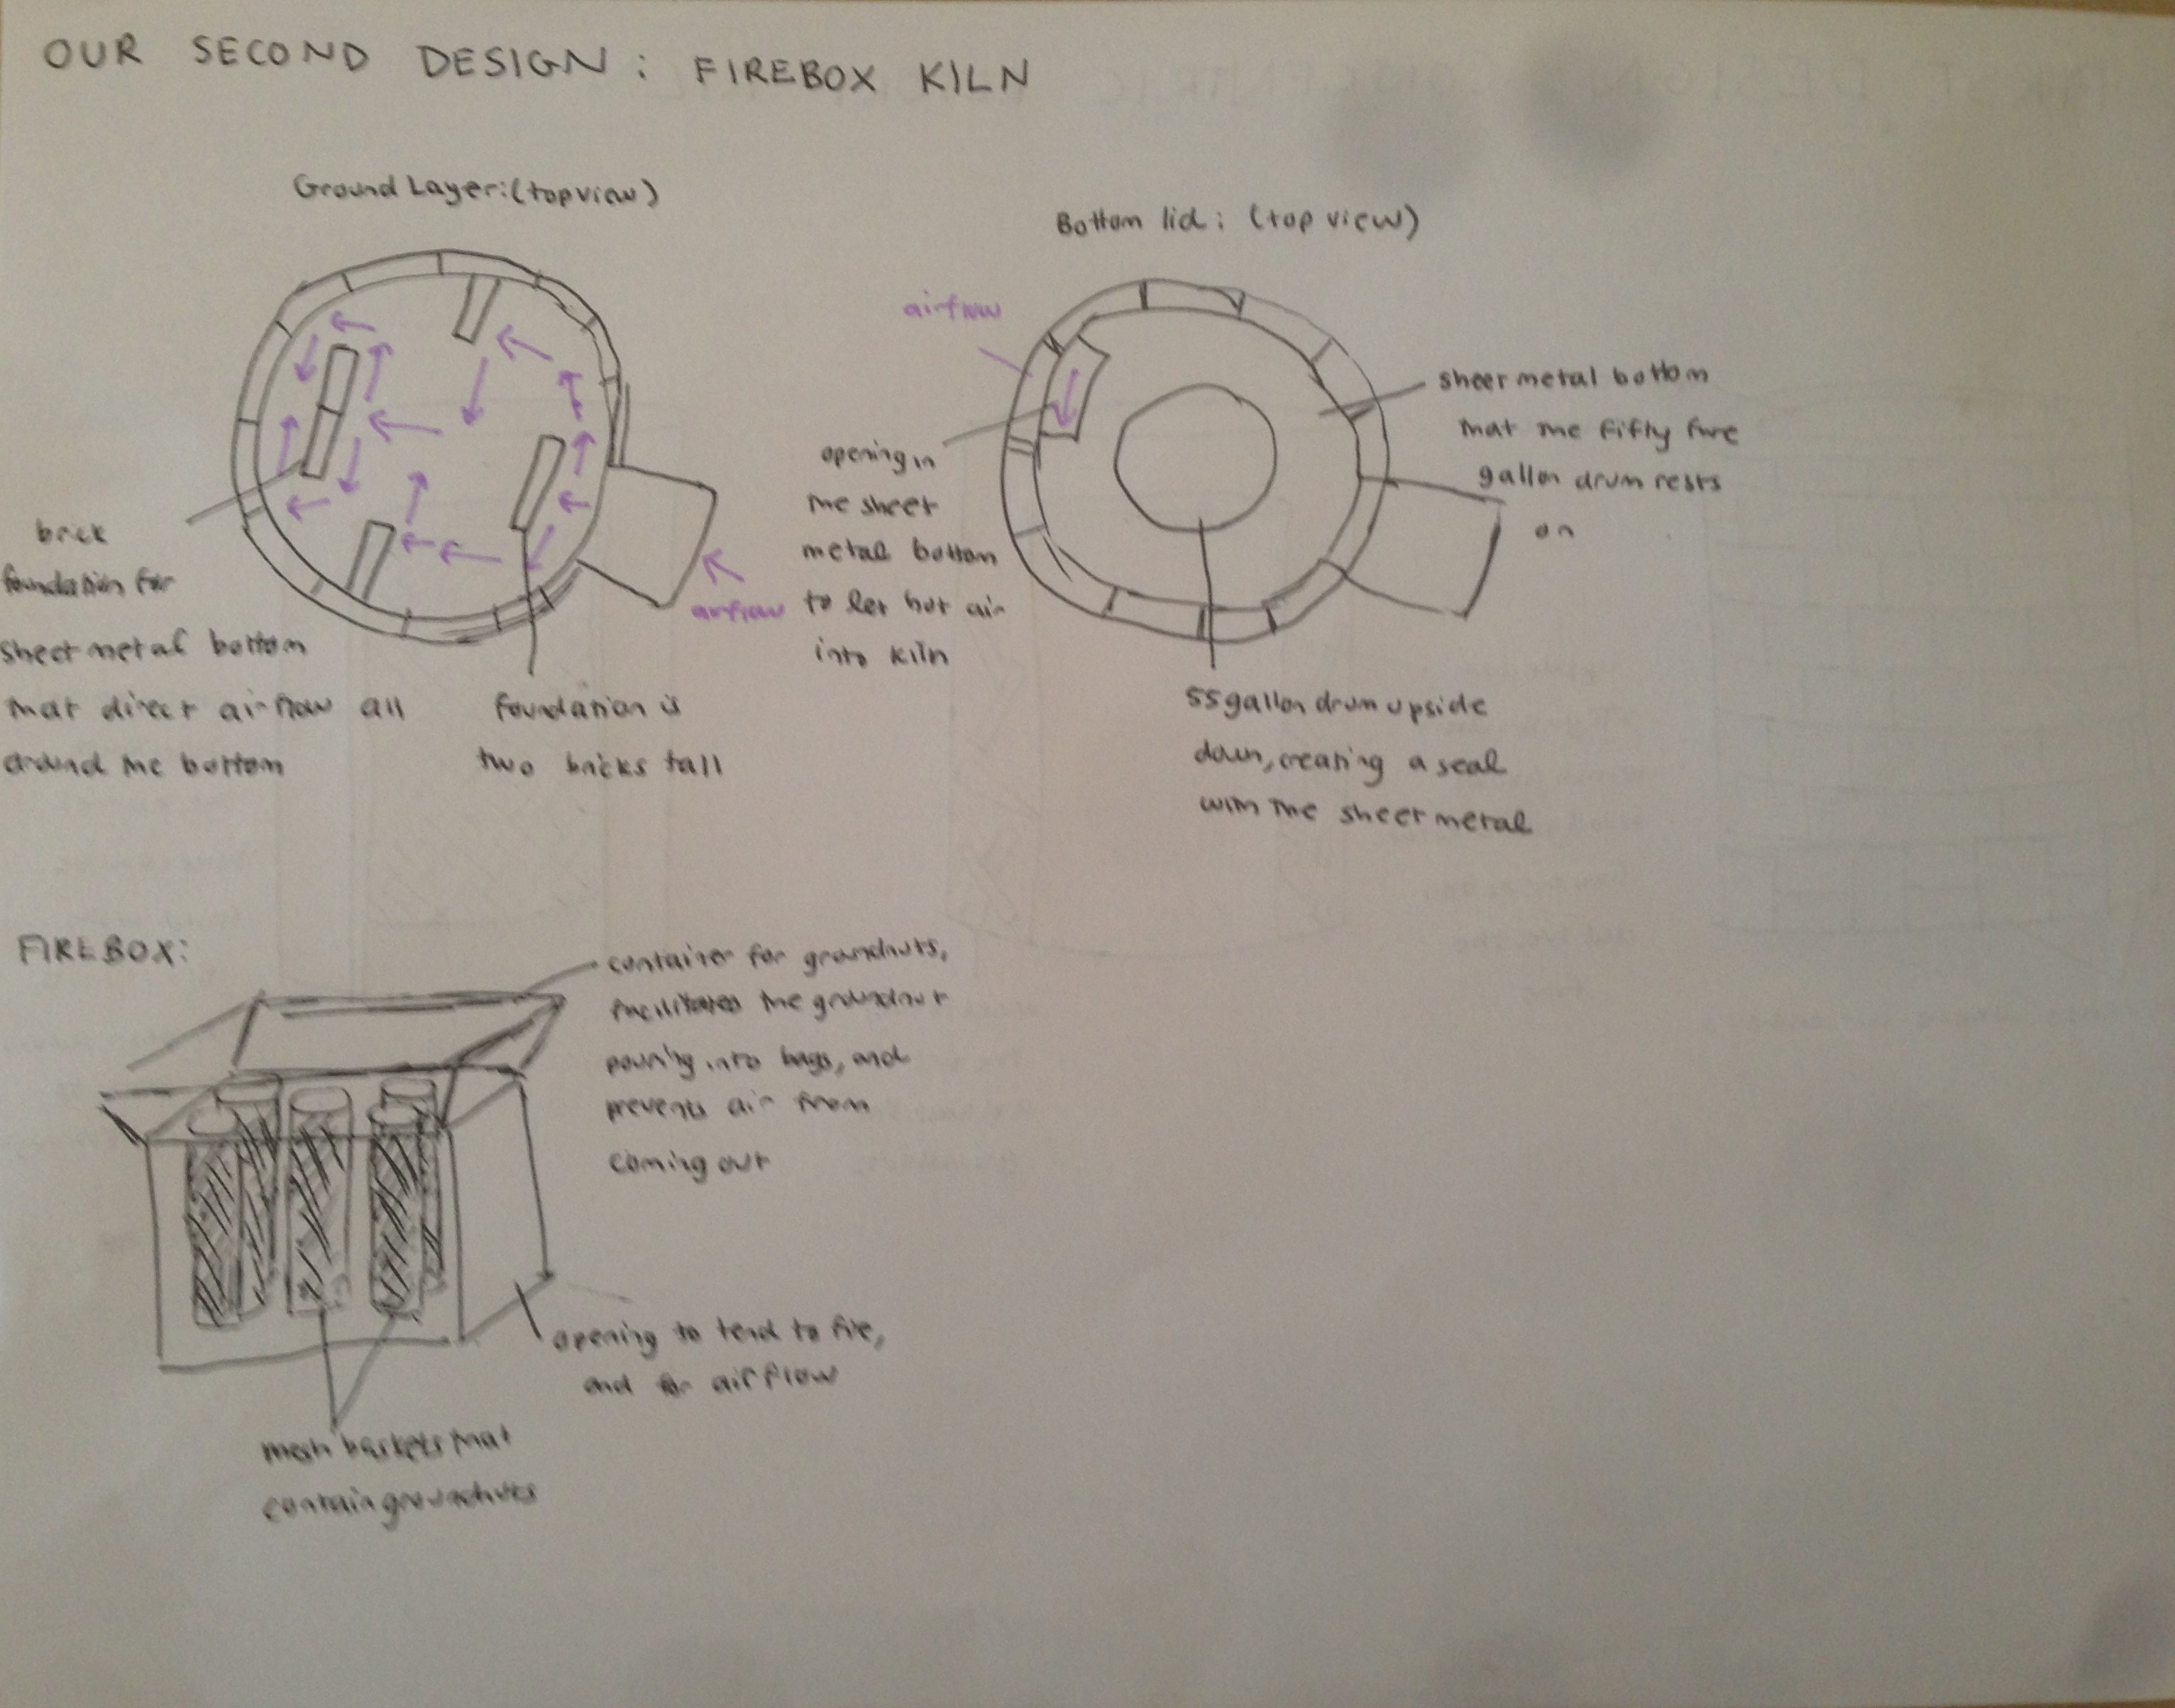 OUR SECOND DESIGN: FIREBOX KILN
Ground Layer: (top view)
brick
foundation for
sheet metal bottom
that direct airflow all
around the bottom
foundation is
two bricks tall
airflow
Bottom lid: (top view)
airflow
opening in
the sheet
metal bottom
to let hot air
into kiln
sheet metal bottom
that the fifty five
gallon drum rests
on
55 gallon drum upside
down, creating a seal
with the sheet metal
FIREBOX:
container for groundnuts,
facilitates the groundnut
pouring into bags, and
prevents air from
coming out
opening to tend to fire,
and for airflow
mesh baskets that
contain groundnuts